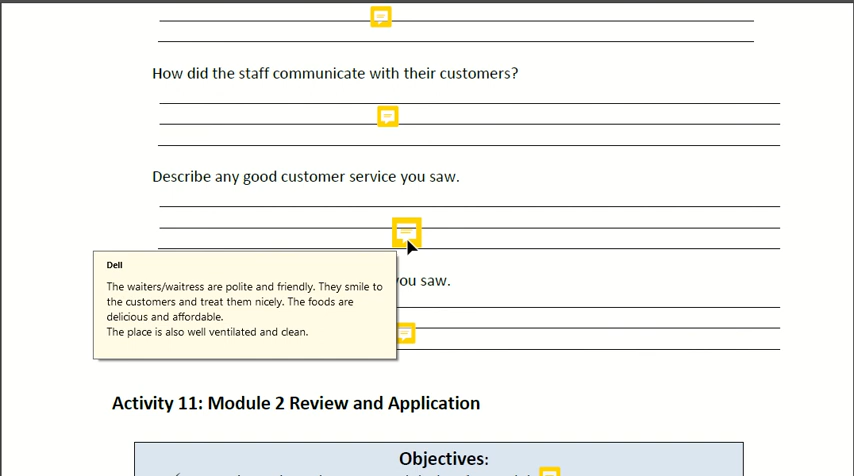 How did the staff communicate with their customers?
Describe any good customer service you saw.
Dell
The waiters/waitress are polite and friendly. They smile to
the customers and treat them nicely. The foods are
delicious and affordable.
The place is also well ventilated and clean.
you saw.
Activity 11: Module 2 Review and Application
Objectives: